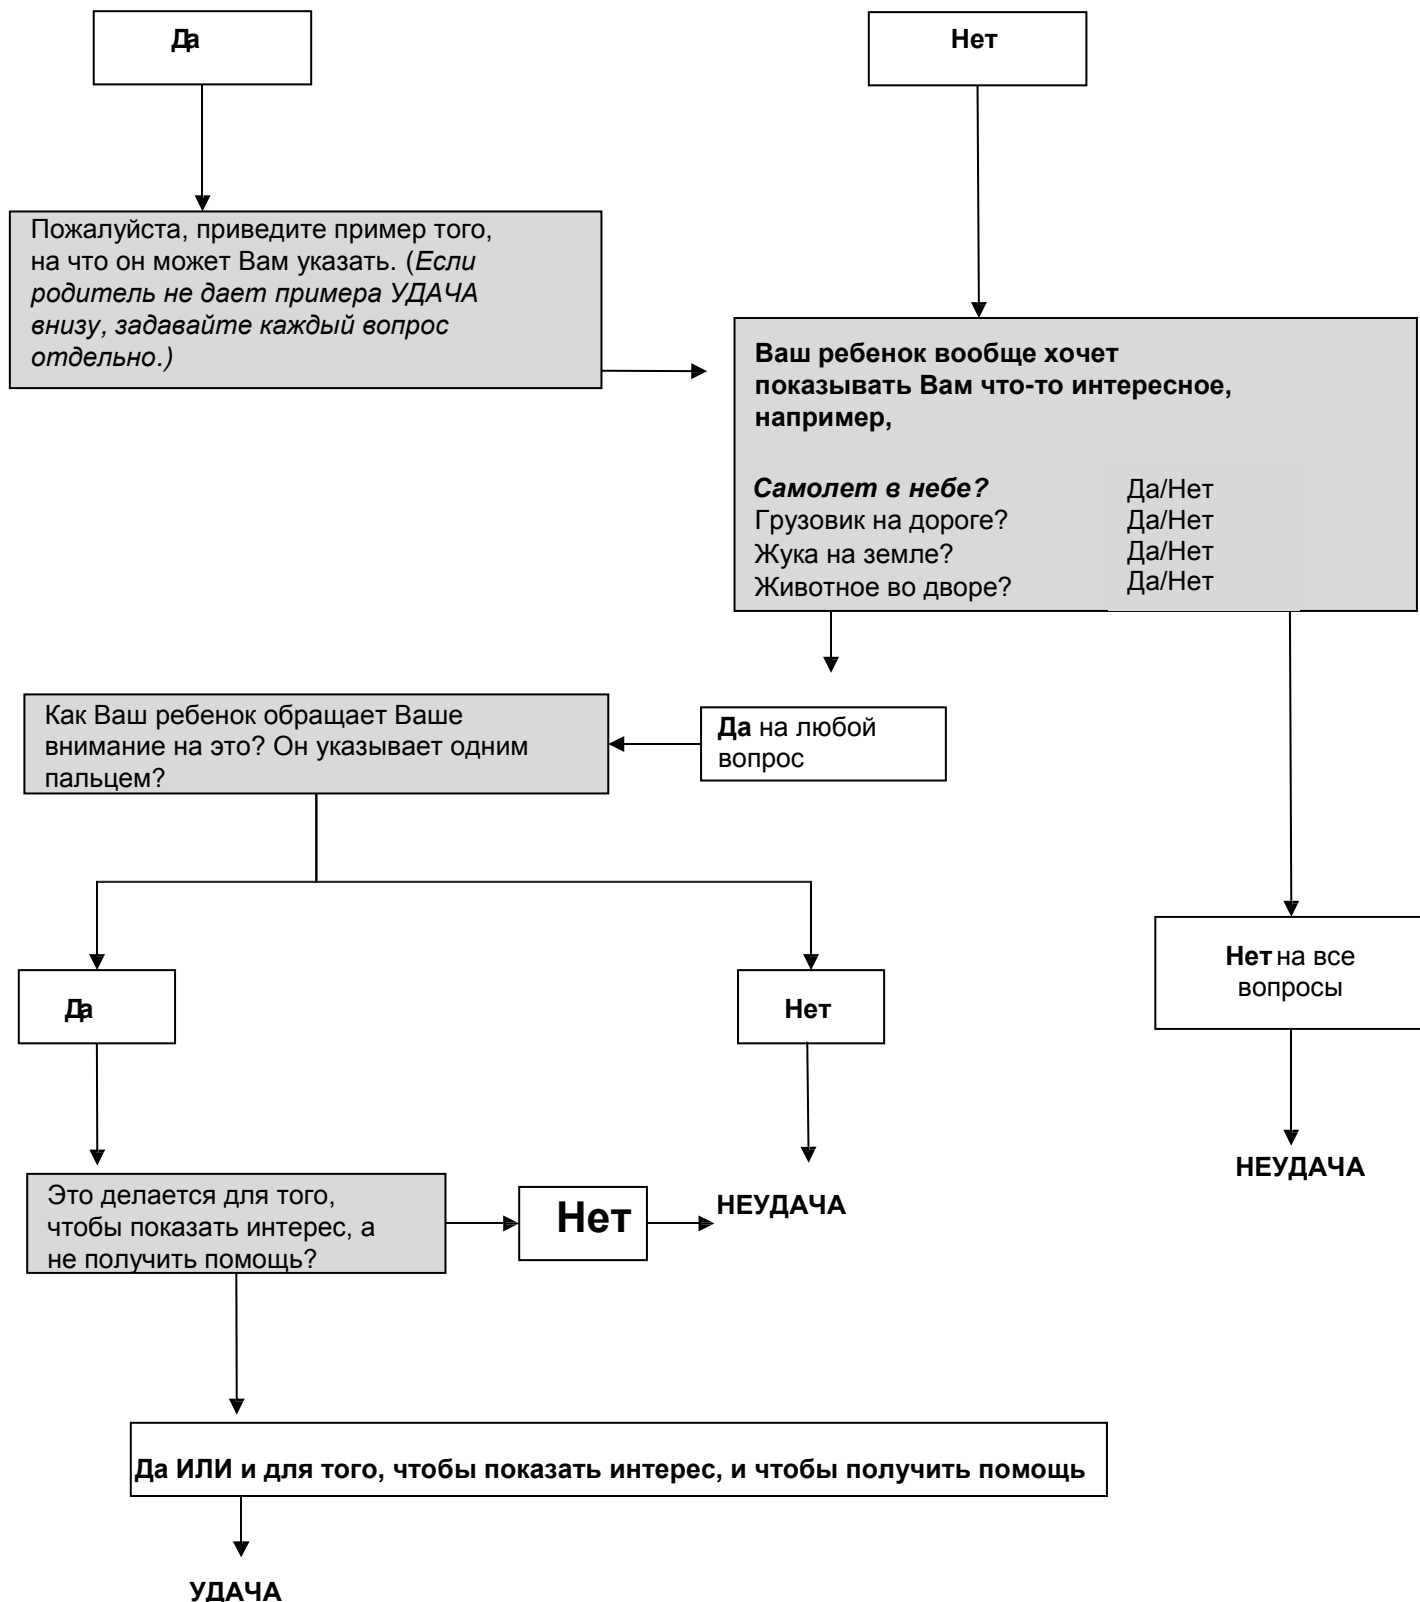 Да
Нет
Пожалуйста, приведите пример того,
на что он может Вам указать. (Если
родитель не дает примера УДАЧА
внизу, задавайте каждый вопрос
отдельно.)
Ваш ребенок вообще хочет
показывать Вам что-то интересное,
например,
Самолет в небе? Да/Нет
Грузовик на дороге? Да/Нет
Жука на земле? Да/Нет
Животное во дворе? Да/Нет
Как Ваш ребенок обращает Ваше
внимание на это? Он указывает одним
пальцем?
Да на любой
вопрос
Да
Нет
Нет на все
вопросы
НЕУДАЧА
Это делается для того,
чтобы показать интерес, а
не получить помощь?
Нет
НЕУДАЧА
Да ИЛИ и для того, чтобы показать интерес, и чтобы получить помощь
УДАЧА